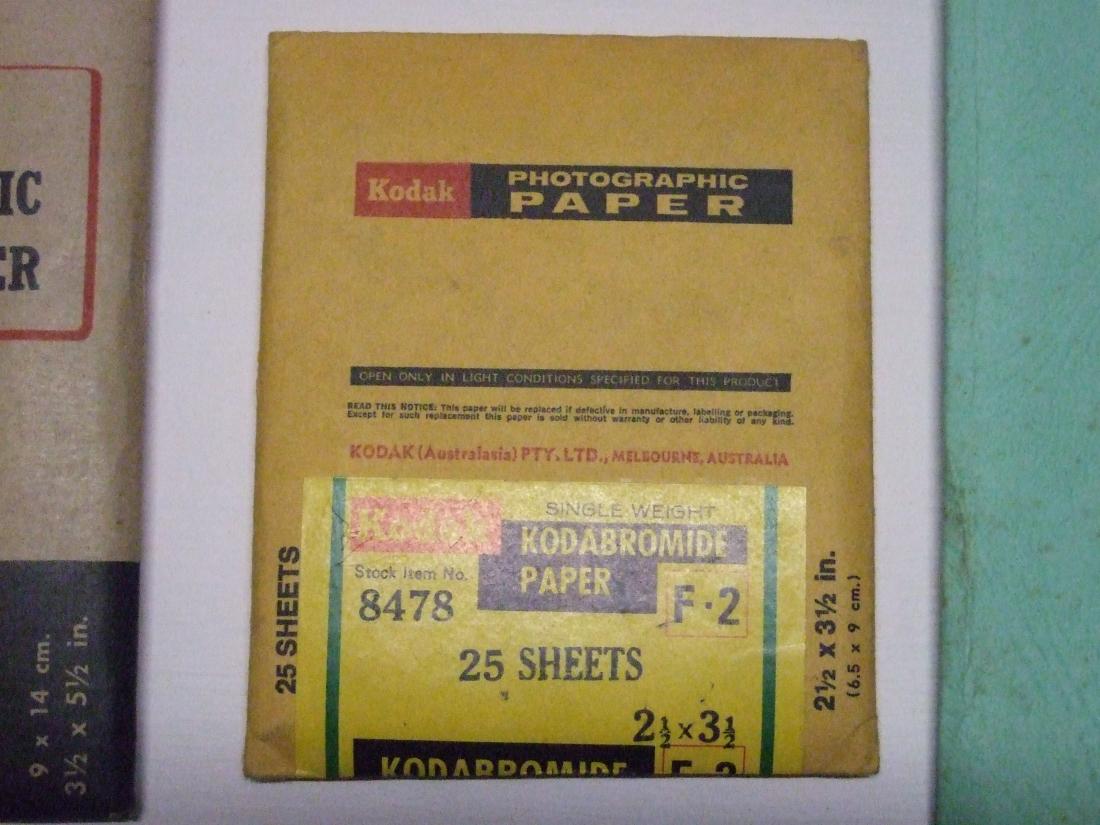 IC
ER
9 x 14 cm.
3½ x 5½ in.
Kodak
PHOTOGRAPHIC
PAPER
OPEN ONLY IN LIGHT CONDITIONS SPECIFIED FOR THIS PRODUCT
READ THIS NOTICE: This paper will be replaced if defective in manufacture, labelling or packaging.
Except for such replacement this paper is sold without warranty or other liability of any kind.
KODAK (Australasia) PTY. LTD., MELBOURNE, AUSTRALIA
25 SHEETS
Kodak
SINGLE WEIGHT
KODABROMIDE
PAPER
Stock Item No.
8478
F·2
25 SHEETS
2½ x 3½
KODABROMIDE
F·2
2½ X 3½ in.
(6.5 x 9 cm.)